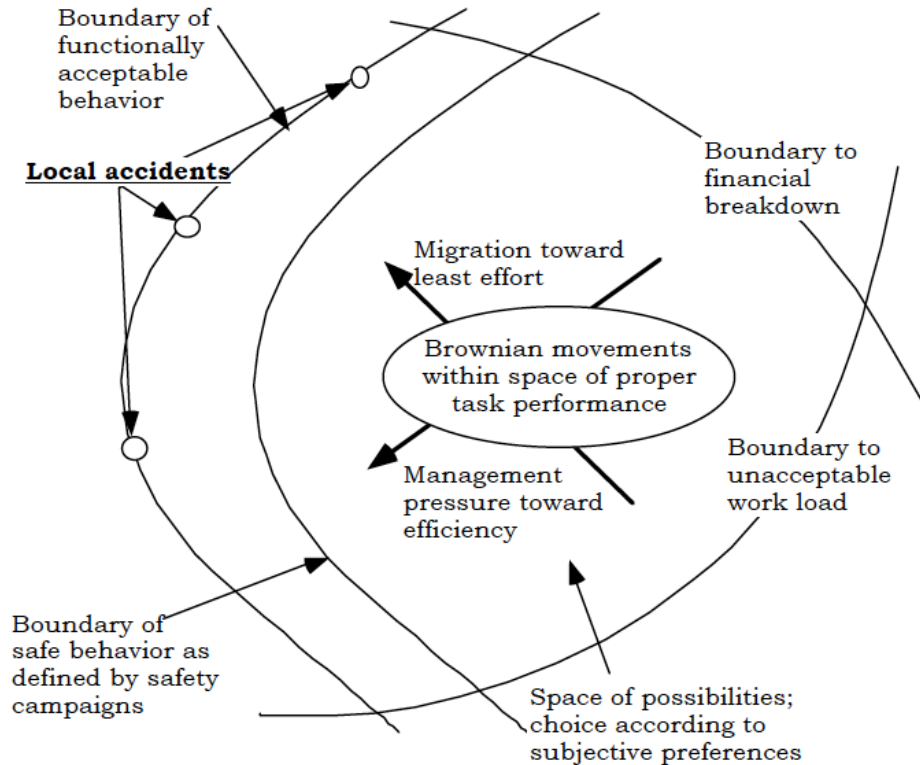 Boundary of
functionally
acceptable
behavior
Local accidents
Boundary to
financial
breakdown
Migration toward
least effort
Brownian movements
within space of proper
task performance
Management
pressure toward
efficiency
Boundary to
unacceptable
work load
Boundary of
safe behavior as
defined by safety
campaigns
Space of possibilities;
choice according to
subjective preferences